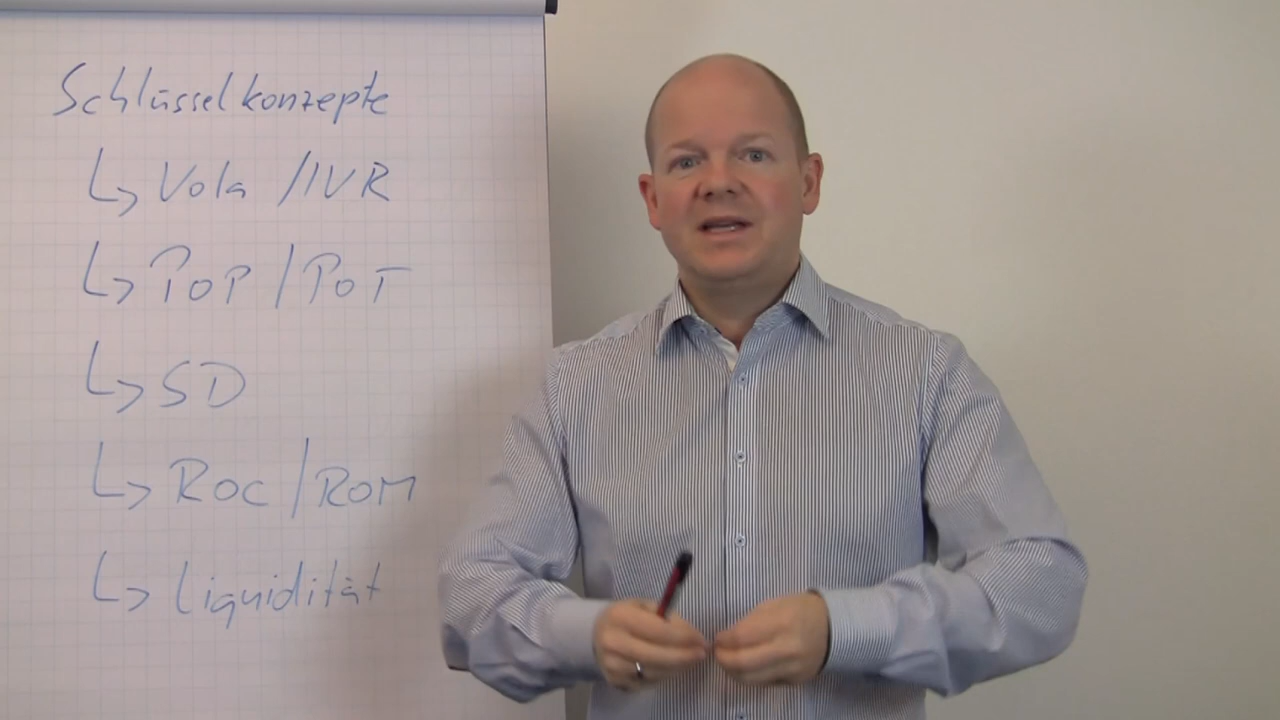 Schlüsselkonzepte
↳ Vola /IVR
↳ PoP / PoT
↳ SD
↳ ROC / ROM
↳ Liquidität